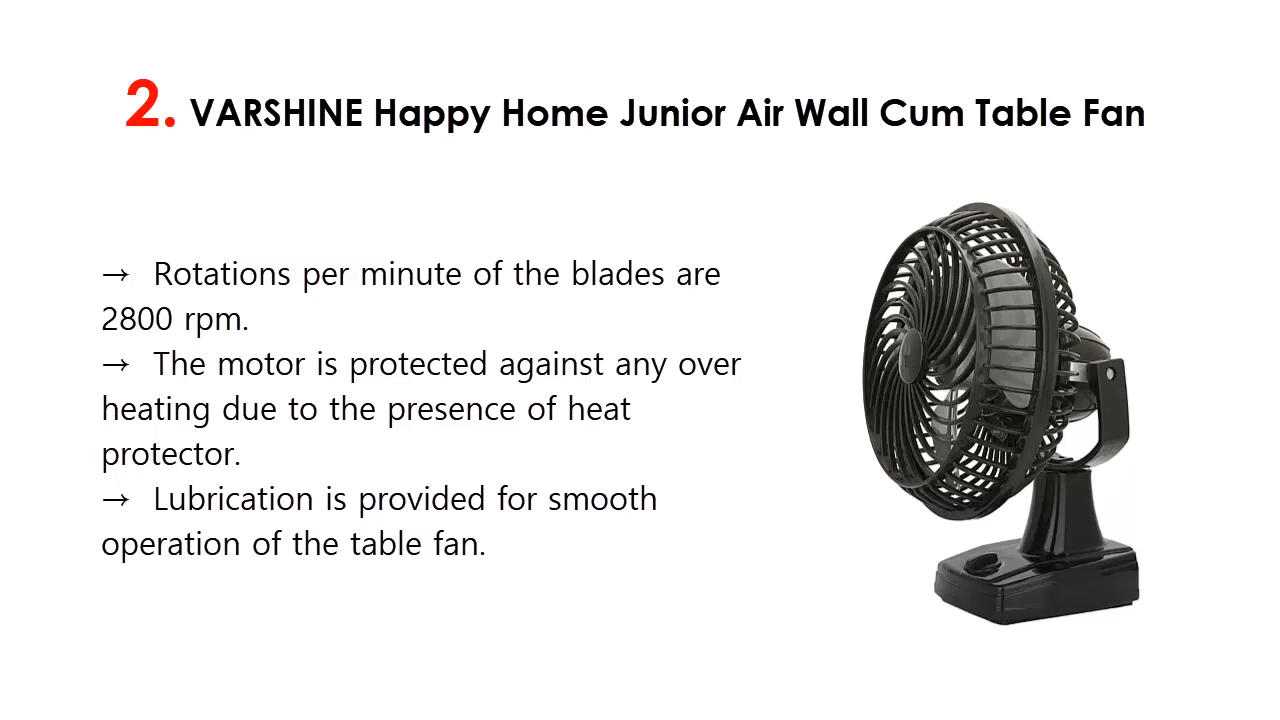 2. VARSHINE Happy Home Junior Air Wall Cum Table Fan
→ Rotations per minute of the blades are
2800 rpm.
→ The motor is protected against any over
heating due to the presence of heat
protector.
→ Lubrication is provided for smooth
operation of the table fan.